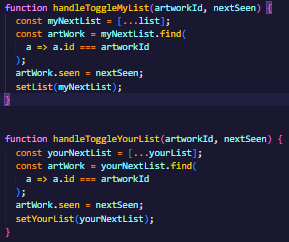 function handleToggleMyList(artworkId, nextSeen) {
  const myNextList = [...list];
  const artWork = myNextList.find(
    a => a.id === artworkId
  );
  artWork.seen = nextSeen;
  setList(myNextList);
}
function handleToggleYourList(artworkId, nextSeen) {
  const yourNextList = [...yourList];
  const artWork = yourNextList.find(
    a => a.id === artworkId
  );
  artWork.seen = nextSeen;
  setYourList(yourNextList);
}